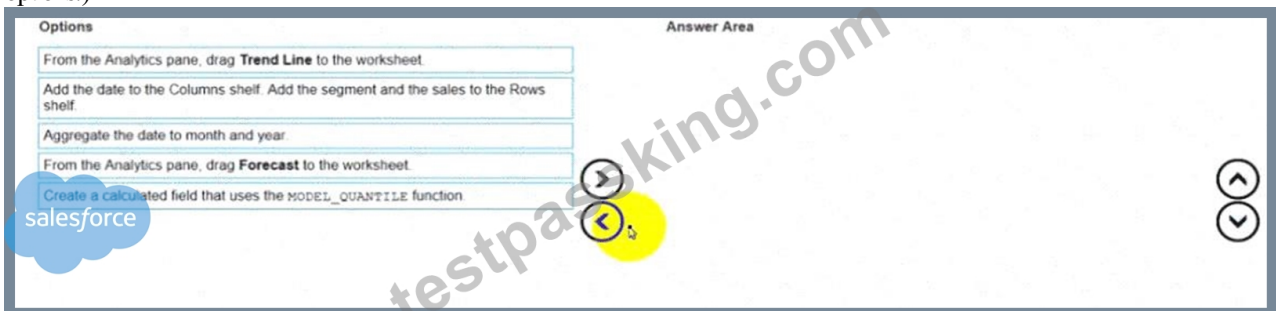 Options
Answer Area
From the Analytics pane, drag Trend Line to the worksheet.
Add the date to the Columns shelf. Add the segment and the sales to the Rows
shelf.
Aggregate the date to month and year.
From the Analytics pane, drag Forecast to the worksheet.
Create a calculated field that uses the MODEL_QUANTILE function.
salesforce
testpassking.com